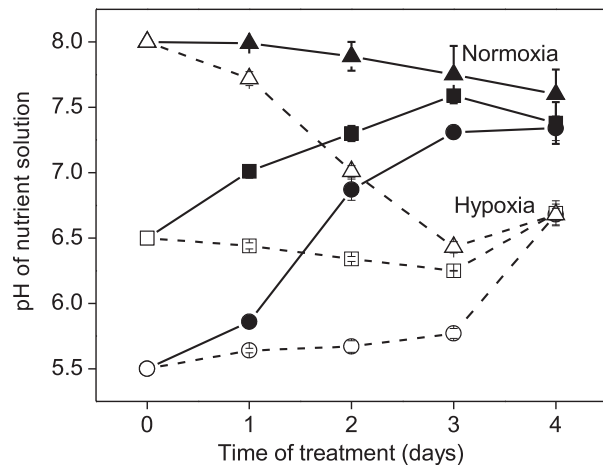 8.0
7.5
7.0
6.5
6.0
5.5
pH of nutrient solution
Normoxia
Hypoxia
0 1 2 3 4
Time of treatment (days)